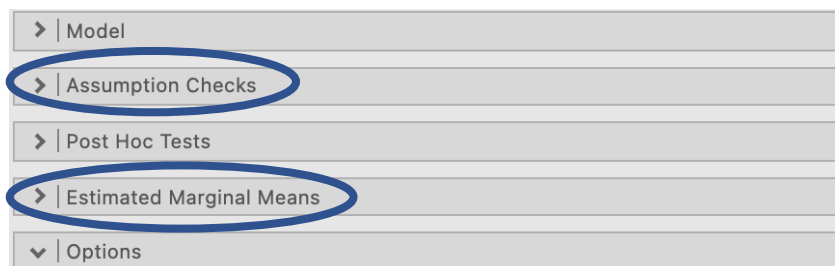 Model
Assumption Checks
Post Hoc Tests
Estimated Marginal Means
Options